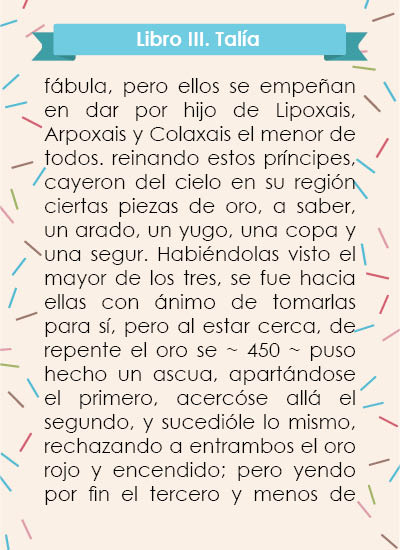 Libro III. Talía
fábula, pero ellos se empeñan
en dar por hijo de Lipoxais,
Arpoxais y Colaxais el menor de
todos. reinando estos príncipes,
cayeron del cielo en su región
ciertas piezas de oro, a saber,
un arado, un yugo, una copa y
una segur. Habiéndolas visto el
mayor de los tres, se fue hacia
ellas con ánimo de tomarlas
para sí, pero al estar cerca, de
repente el oro se ~ 450 ~ puso
hecho un ascua, apartándose
el primero, acercóse allá el
segundo, y sucedióle lo mismo,
rechazando a entrambos el oro
rojo y encendido; pero yendo
por fin el tercero y menos de